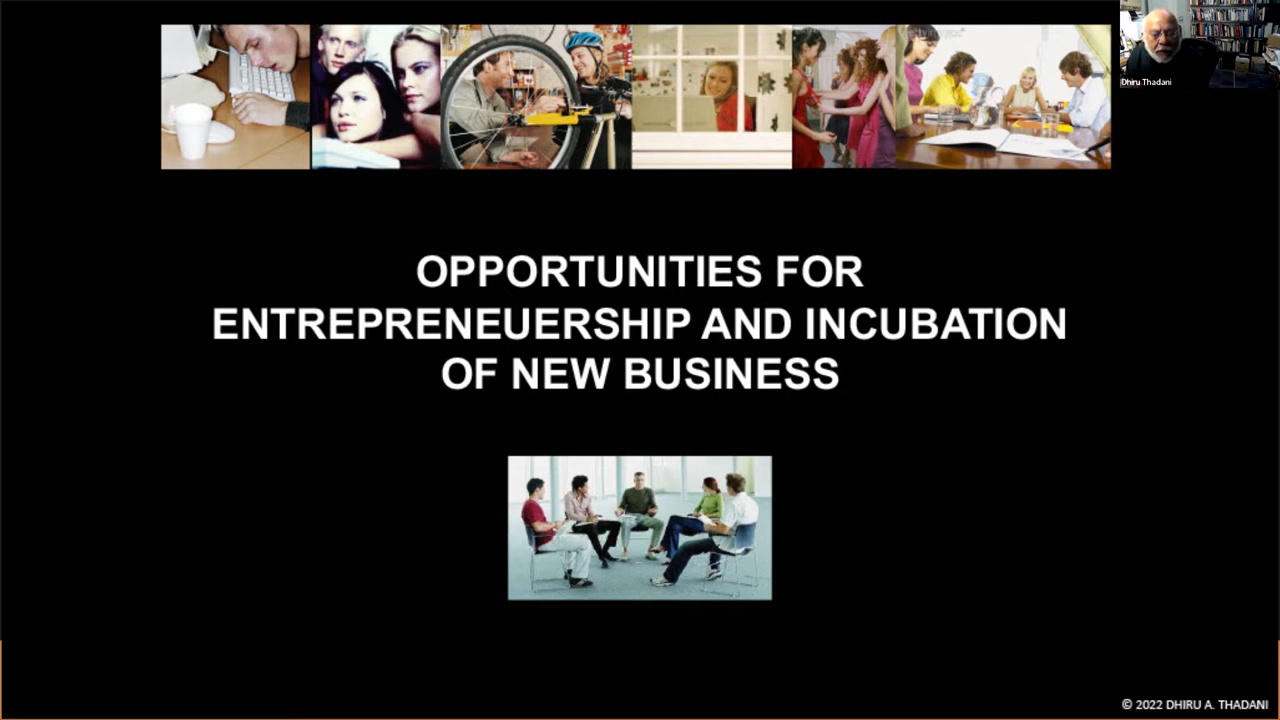 Dhiru Thadani
OPPORTUNITIES FOR
ENTREPRENEUERSHIP AND INCUBATION
OF NEW BUSINESS
© 2022 DHIRU A. THADANI